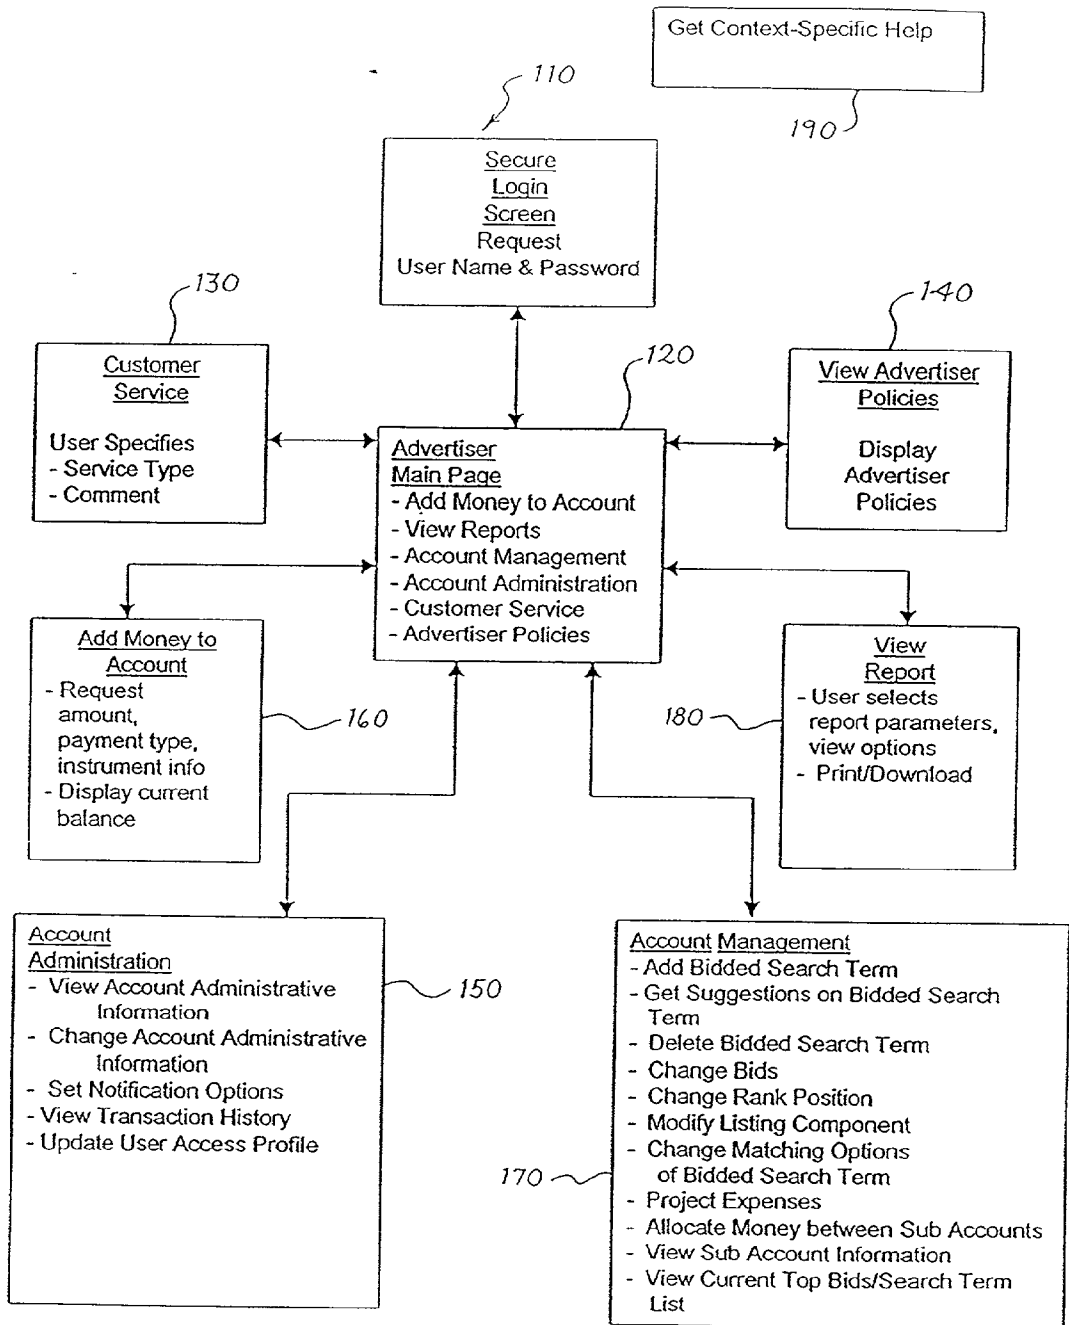 Get Context-Specific Help
190
110
Secure
Login
Screen
Request
User Name & Password
130
Customer
Service
User Specifies
- Service Type
- Comment
120
Advertiser
Main Page
- Add Money to Account
- View Reports
- Account Management
- Account Administration
- Customer Service
- Advertiser Policies
140
View Advertiser
Policies
Display
Advertiser
Policies
Add Money to
Account
- Request
amount,
payment type,
instrument info
- Display current
balance
160
180
View
Report
- User selects
report parameters,
view options
- Print/Download
Account
Administration
- View Account Administrative
Information
- Change Account Administrative
Information
- Set Notification Options
- View Transaction History
- Update User Access Profile
150
Account Management
- Add Bidded Search Term
- Get Suggestions on Bidded Search
Term
- Delete Bidded Search Term
- Change Bids
- Change Rank Position
- Modify Listing Component
- Change Matching Options
of Bidded Search Term
- Project Expenses
- Allocate Money between Sub Accounts
- View Sub Account Information
- View Current Top Bids/Search Term
List
170